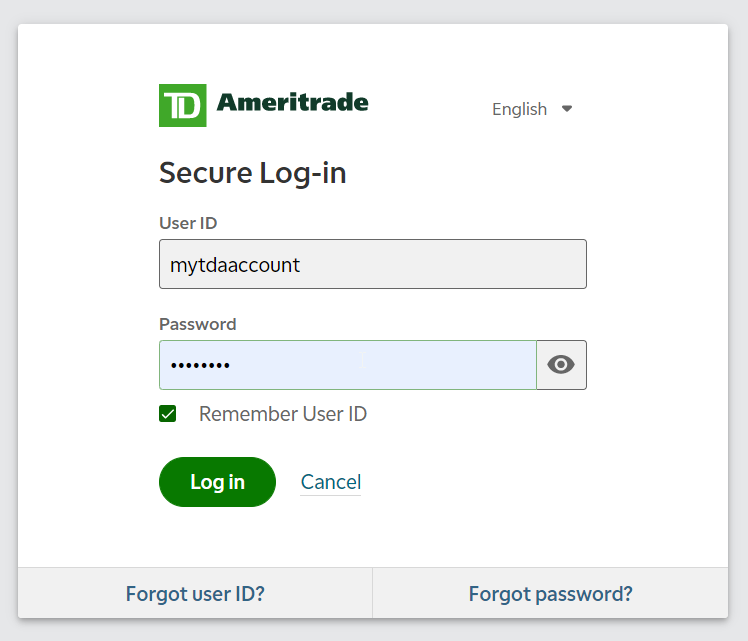 TD Ameritrade
English
Secure Log-in
User ID
mytdaaccount
Password
••••••••
Remember User ID
Log in Cancel
Forgot user ID? Forgot password?